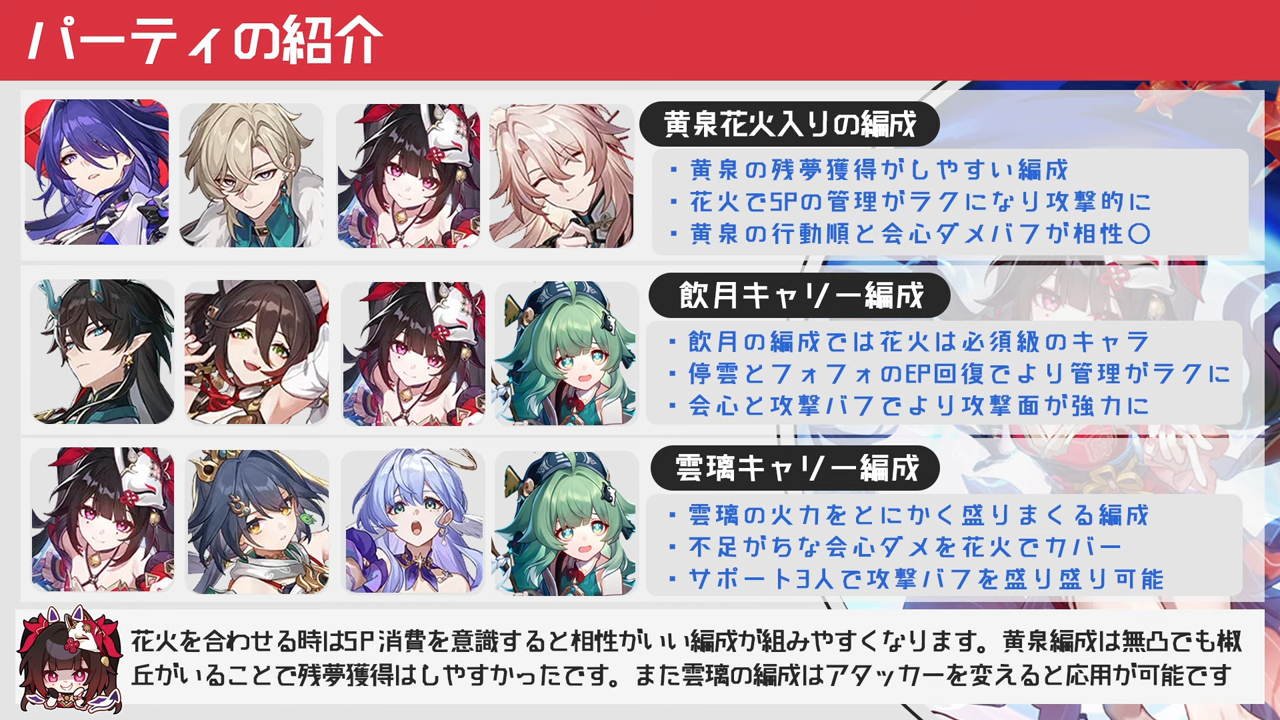 パーティの紹介
黄泉花火入りの編成
・黄泉の残夢獲得がしやすい編成
・花火でSPの管理がラクになり攻撃的に
・黄泉の行動順と会心ダメバフが相性〇
飲月キャリー編成
・飲月の編成では花火は必須級のキャラ
・停雲とフォフォのEP回復でより管理がラクに
・会心と攻撃バフでより攻撃面が強力に
雲璃キャリー編成
・雲璃の火力をとにかく盛りまくる編成
・不足がちな会心ダメを花火でカバー
・サポート3人で攻撃バフを盛り盛り可能
花火を合わせる時はSP消費を意識すると相性がいい編成が組みやすくなります。黄泉編成は無凸でも椒
丘がいることで残夢獲得はしやすかったです。また雲璃の編成はアタッカーを変えると応用が可能です